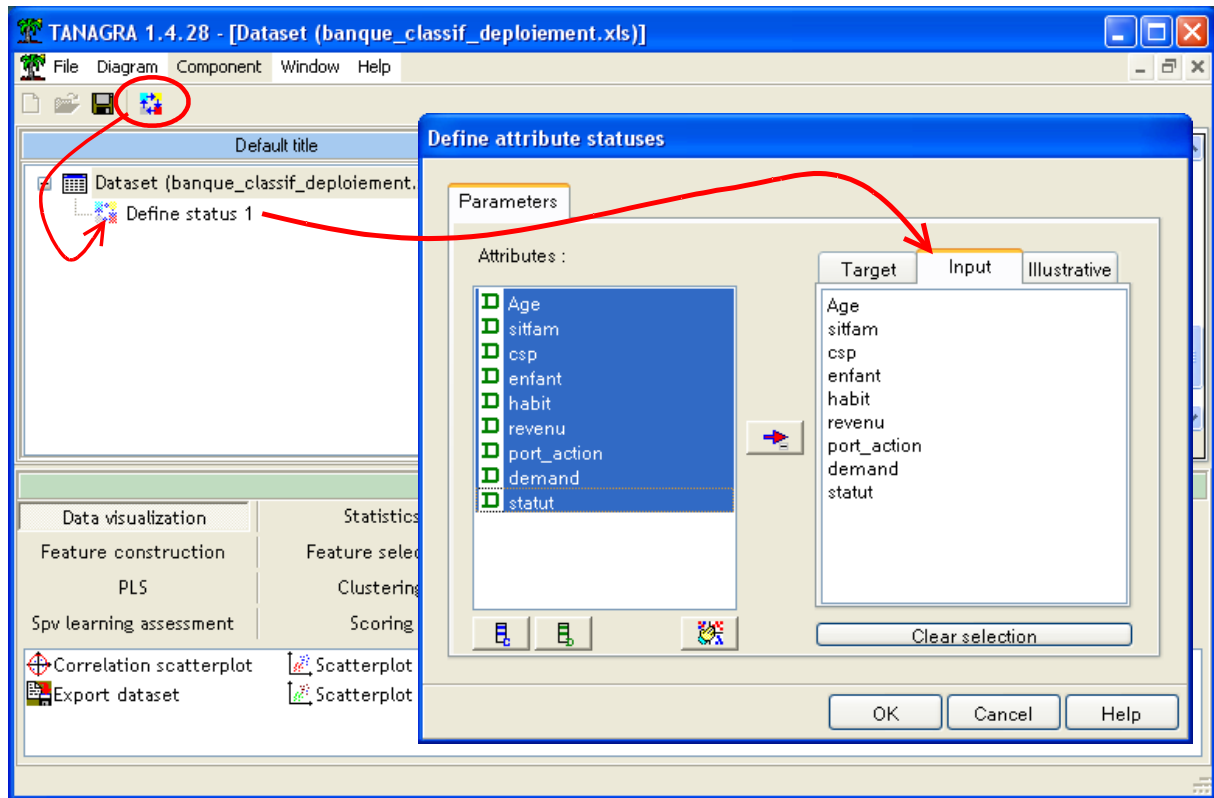 TANAGRA 1.4.28 - [Dataset (banque_classif_deploiement.xls)]
File Diagram Component Window Help
Default title
Dataset (banque_classif_deploiement.
Define status 1
Define attribute statuses
Parameters
Attributes :
Age
sitfam
csp
enfant
habit
revenu
port_action
demand
statut
Target Input Illustrative
Age
sitfam
csp
enfant
habit
revenu
port_action
demand
statut
Clear selection
OK Cancel Help
Data visualization Statistics
Feature construction Feature selec
PLS Clustering
Spv learning assessment Scoring
Correlation scatterplot Scatterplot
Export dataset Scatterplot